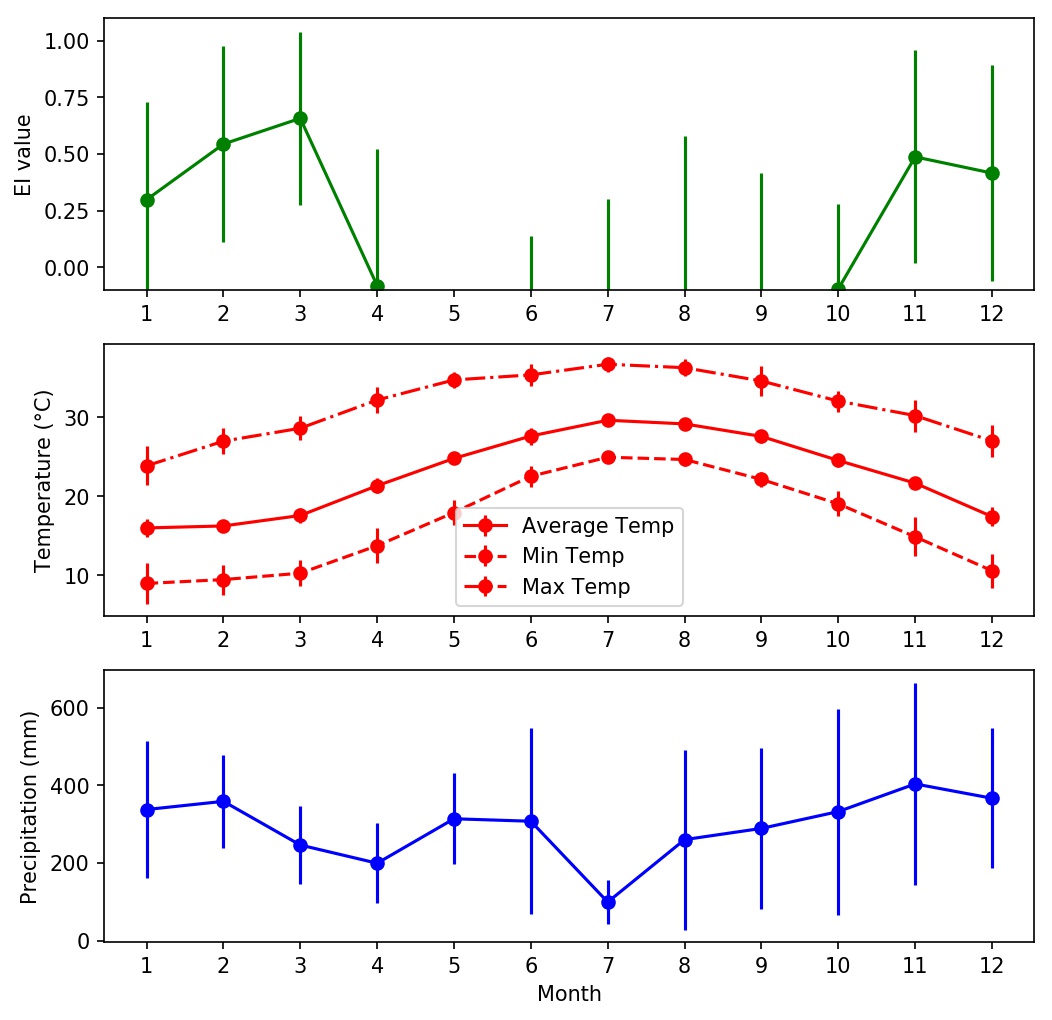 EI value
1.00
0.75
0.50
0.25
0.00
1 2 3 4 5 6 7 8 9 10 11 12
Temperature (°C)
30
20
10
Average Temp
Min Temp
Max Temp
1 2 3 4 5 6 7 8 9 10 11 12
Precipitation (mm)
600
400
200
0
1 2 3 4 5 6 7 8 9 10 11 12
Month